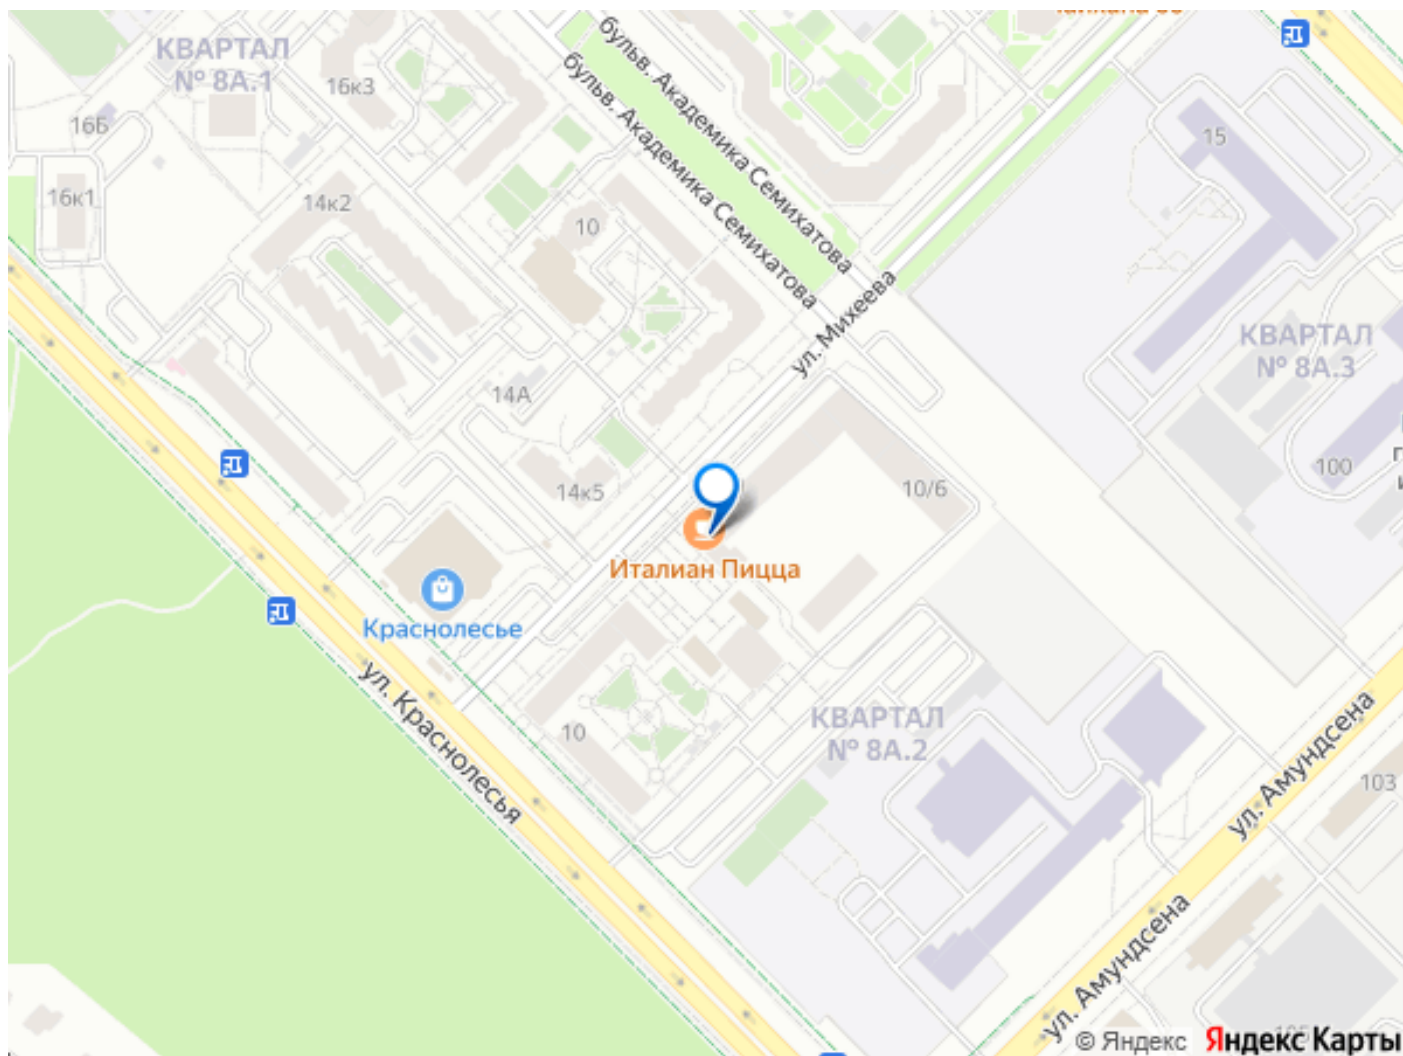 КВАРТАЛ
№ 8А.1
16к3
16Б
16к1
14к2
10
бульв. Академика Семихатова
бульв. Академика Семихатова
15
ул. Михеева
КВАРТАЛ
№ 8А.3
14А
14к5
10/6
100
Италиан Пицца
Краснолесье
ул. Краснолесья
10
КВАРТАЛ
№ 8А.2
ул. Амундсена
103
ул. Амундсена
© Яндекс Яндекс Карты